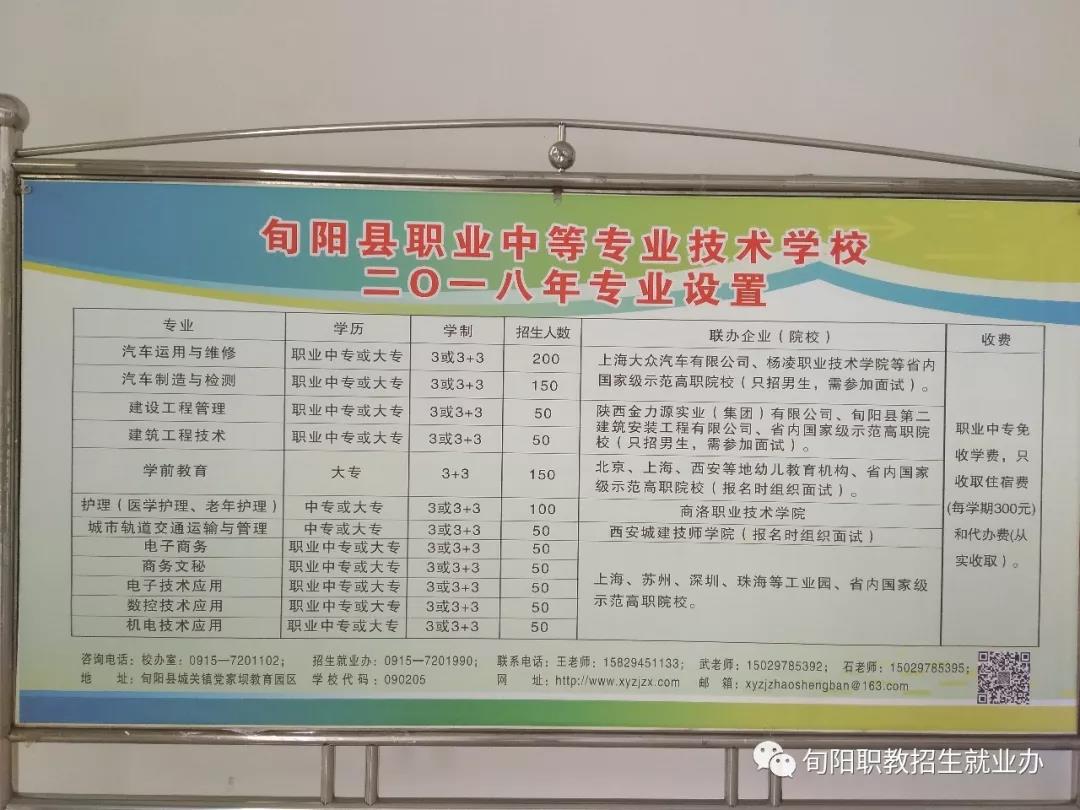 旬阳县职业中等专业技术学校
二〇一八年专业设置
专业 学历 学制 招生人数 联办企业（院校） 收费
汽车运用与维修 职业中专或大专 3或3+3 200
汽车制造与检测 职业中专或大专 3或3+3 150
上海大众汽车有限公司、杨凌职业技术学院等省内
国家级示范高职院校（只招男生，需参加面试）。
建设工程管理 职业中专或大专 3或3+3 50
建筑工程技术 职业中专或大专 3或3+3 50
陕西金力源实业（集团）有限公司、旬阳县第二
建筑安装工程有限公司、省内国家级示范高职院
校（只招男生，需参加面试）。
学前教育 大专 3+3 150
北京、上海、西安等地幼儿教育机构、省内国家
级示范高职院校（报名时组织面试）。
护理（医学护理、老年护理） 中专或大专 3或3+3 100 商洛职业技术学院
城市轨道交通运输与管理 中专或大专 3或3+3 50 西安城建技师学院（报名时组织面试）
电子商务 职业中专或大专 3或3+3 50
商务文秘 职业中专或大专 3或3+3 50
电子技术应用 职业中专或大专 3或3+3 50
数控技术应用 职业中专或大专 3或3+3 50
机电技术应用 职业中专或大专 3或3+3 50
上海、苏州、深圳、珠海等工业园、省内国家级
示范高职院校。
职业中专免
收学费，只
收取住宿费
(每学期300元)
和代办费(从
实收取）。
咨询电话：校办室：0915-7201102； 招生就业办：0915-7201990； 联系电话：王老师：15829451133； 武老师：15029785392； 石老师：15029785395；
地 址：旬阳县城关镇党家坝教育园区 学校代码：090205 网 址：http://www.xyzjzx.com 邮 箱：xyzjzhaoshengban@163.com
旬阳职教招生就业办